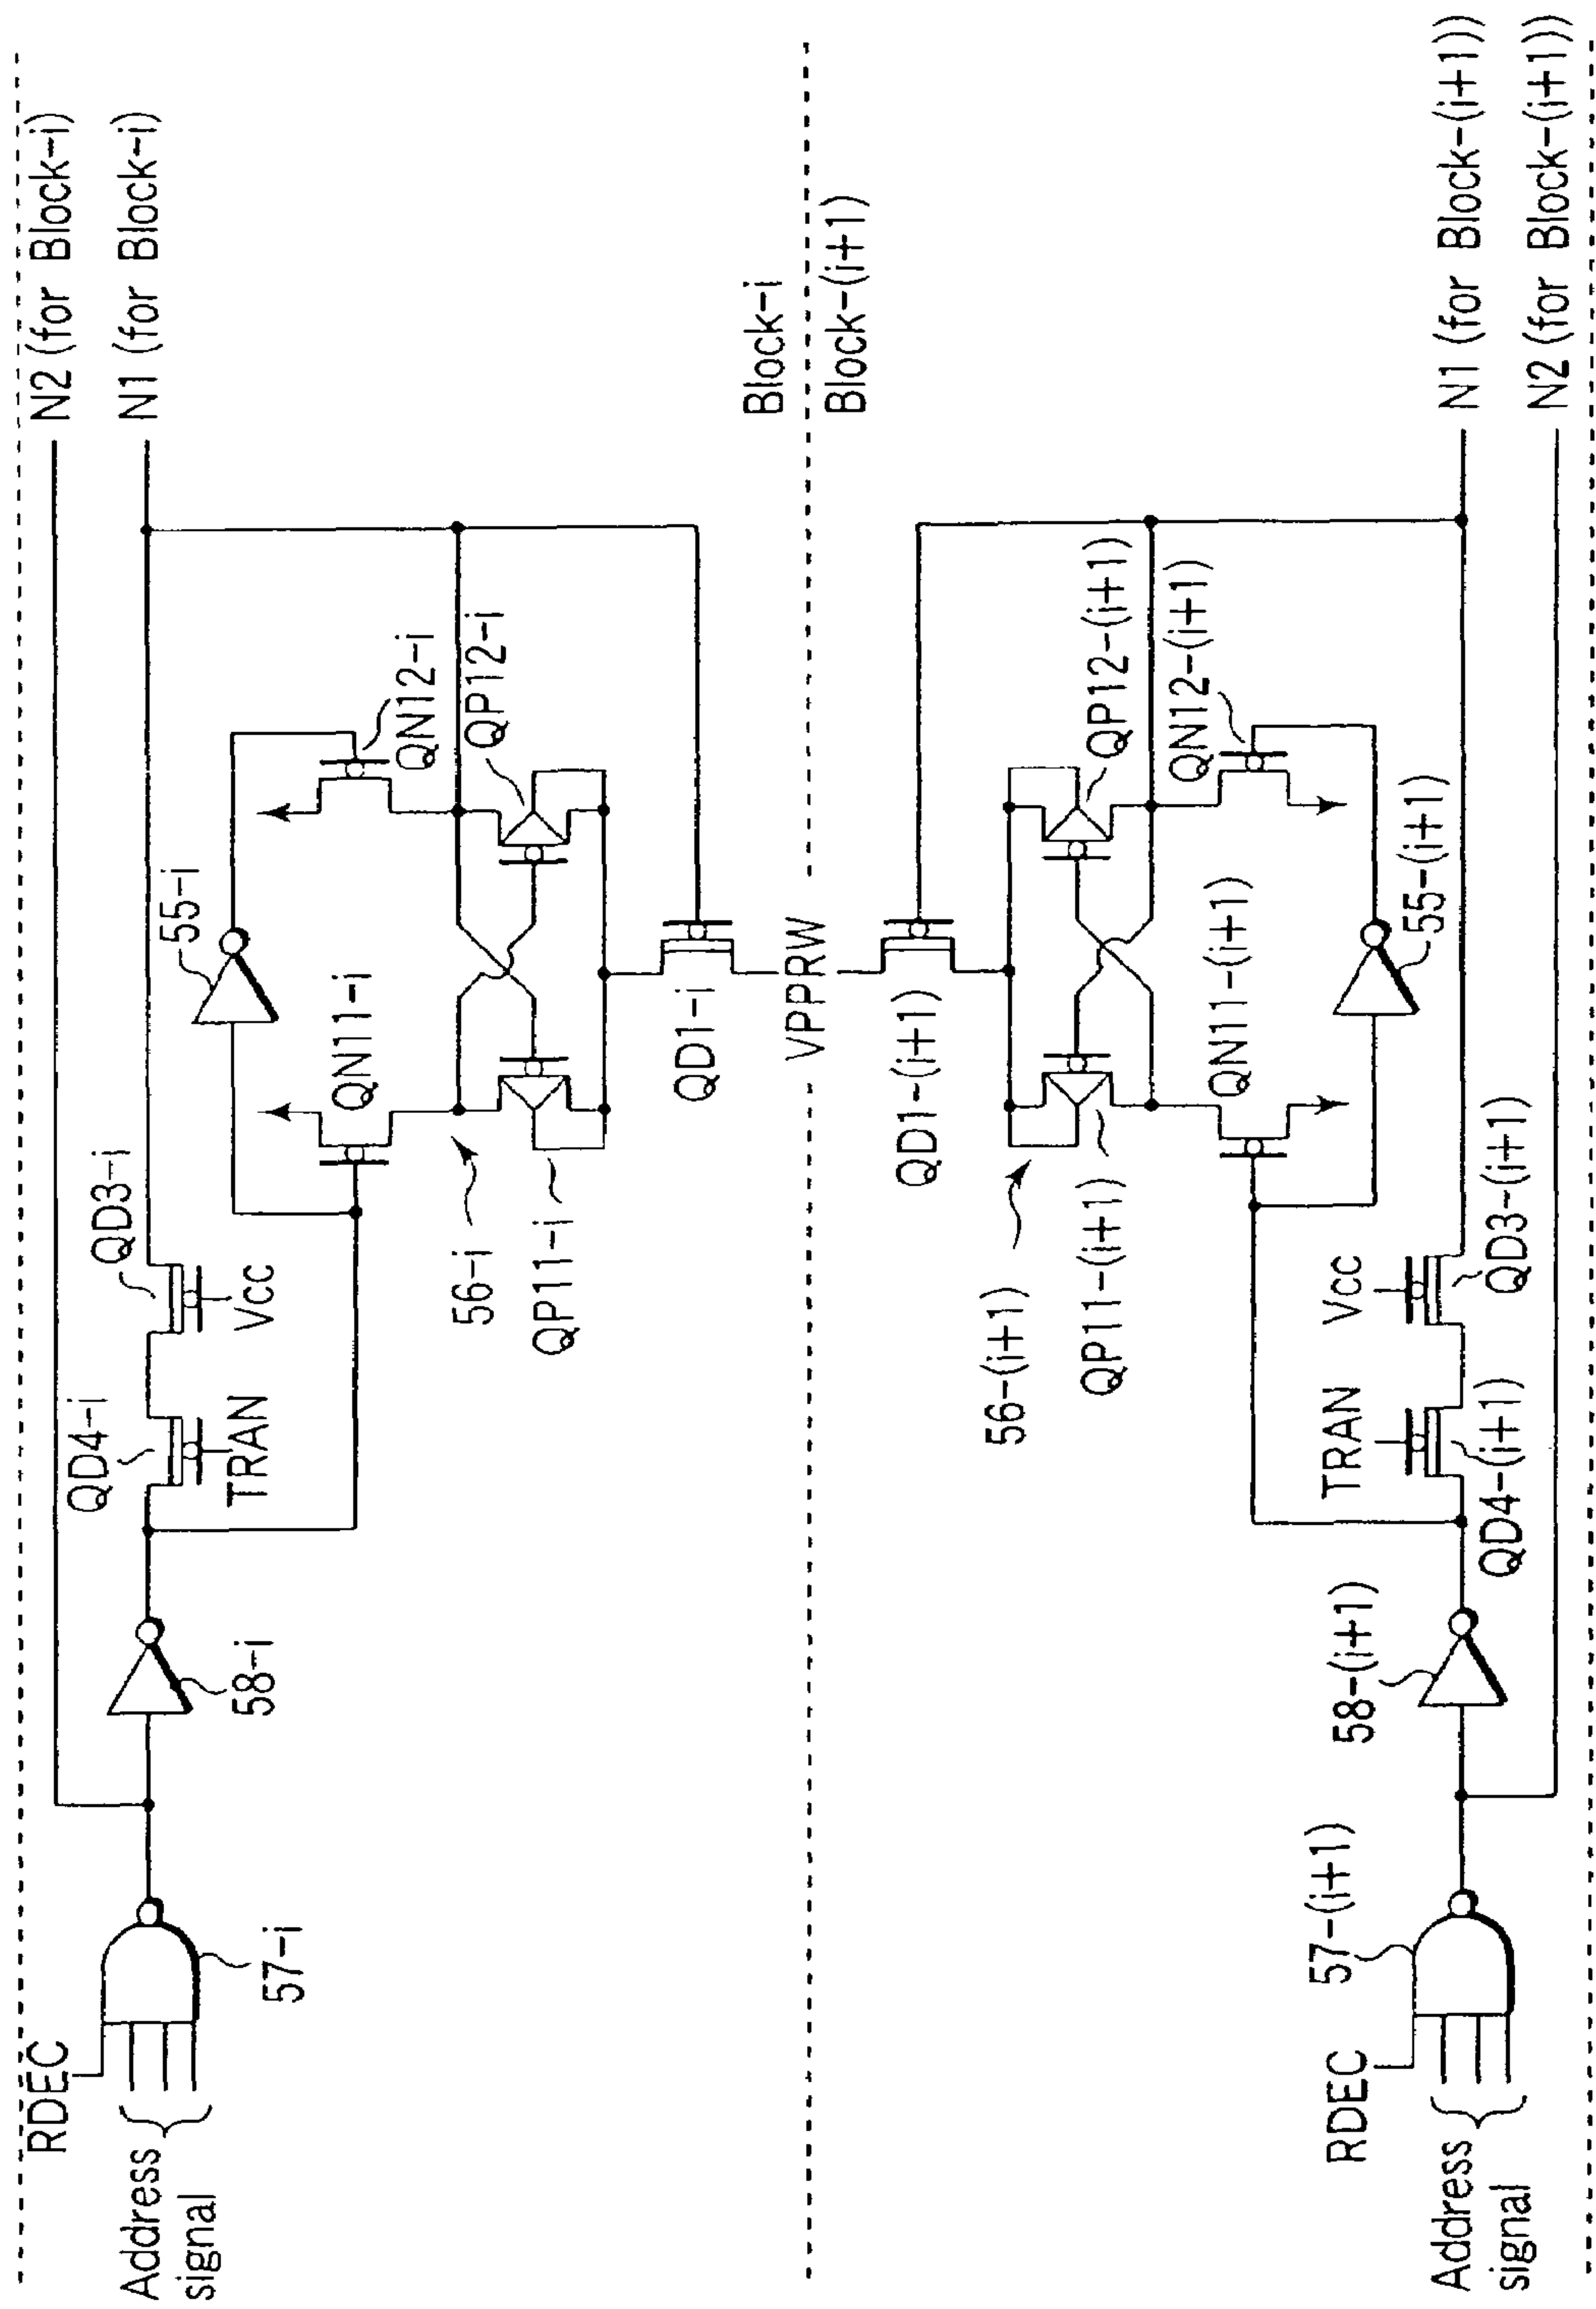 N2 (for Block-i)
N1 (for Block-i)
RDEC
Address
signal
57-i
58-i
QD4-i
TRAN
QD3-i
Vcc
55-i
QN11-i
QN12-i
56-i
QP11-i
QP12-i
QD1-i
Block-i
VPPRW
Block-(i+1)
QD1-(i+1)
56-(i+1)
QP11-(i+1)
QP12-(i+1)
QN11-(i+1)
QN12-(i+1)
55-(i+1)
TRAN
Vcc
QD4-(i+1)
QD3-(i+1)
58-(i+1)
57-(i+1)
RDEC
Address
signal
N1 (for Block-(i+1))
N2 (for Block-(i+1))